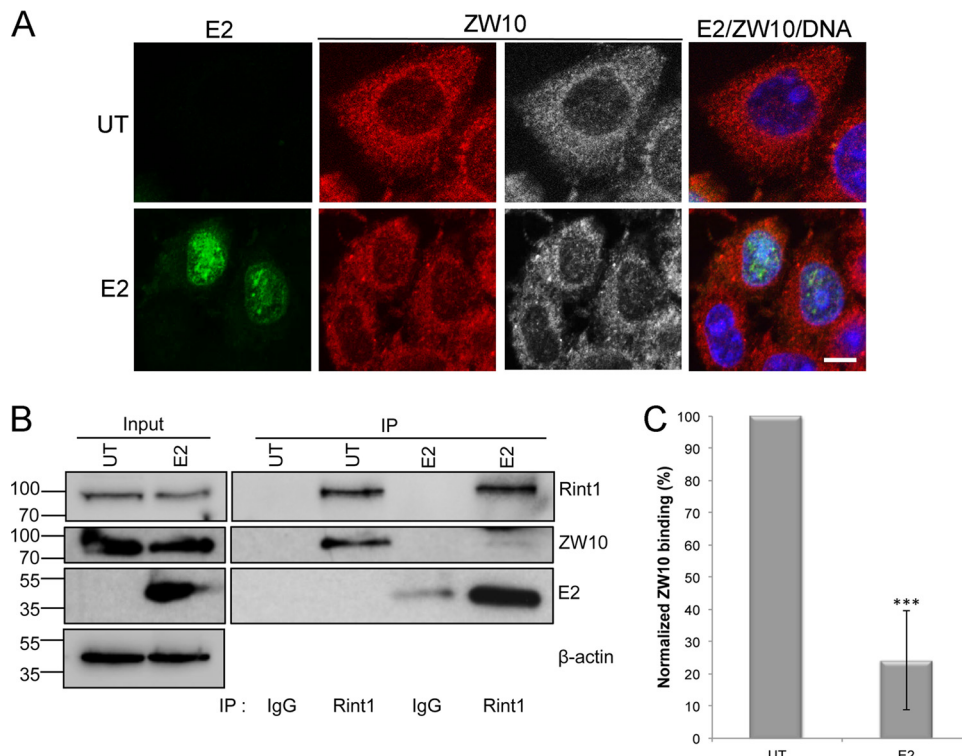 A
E2
ZW10
E2/ZW10/DNA
UT
E2
B
Input
IP
UT
E2
UT
UT
E2
E2
100
70
Rint1
100
70
ZW10
55
35
E2
55
35
β-actin
IP : IgG Rint1 IgG Rint1
C
Normalized ZW10 binding (%)
100
90
80
70
60
50
40
30
20
10
0
***
UT
E2